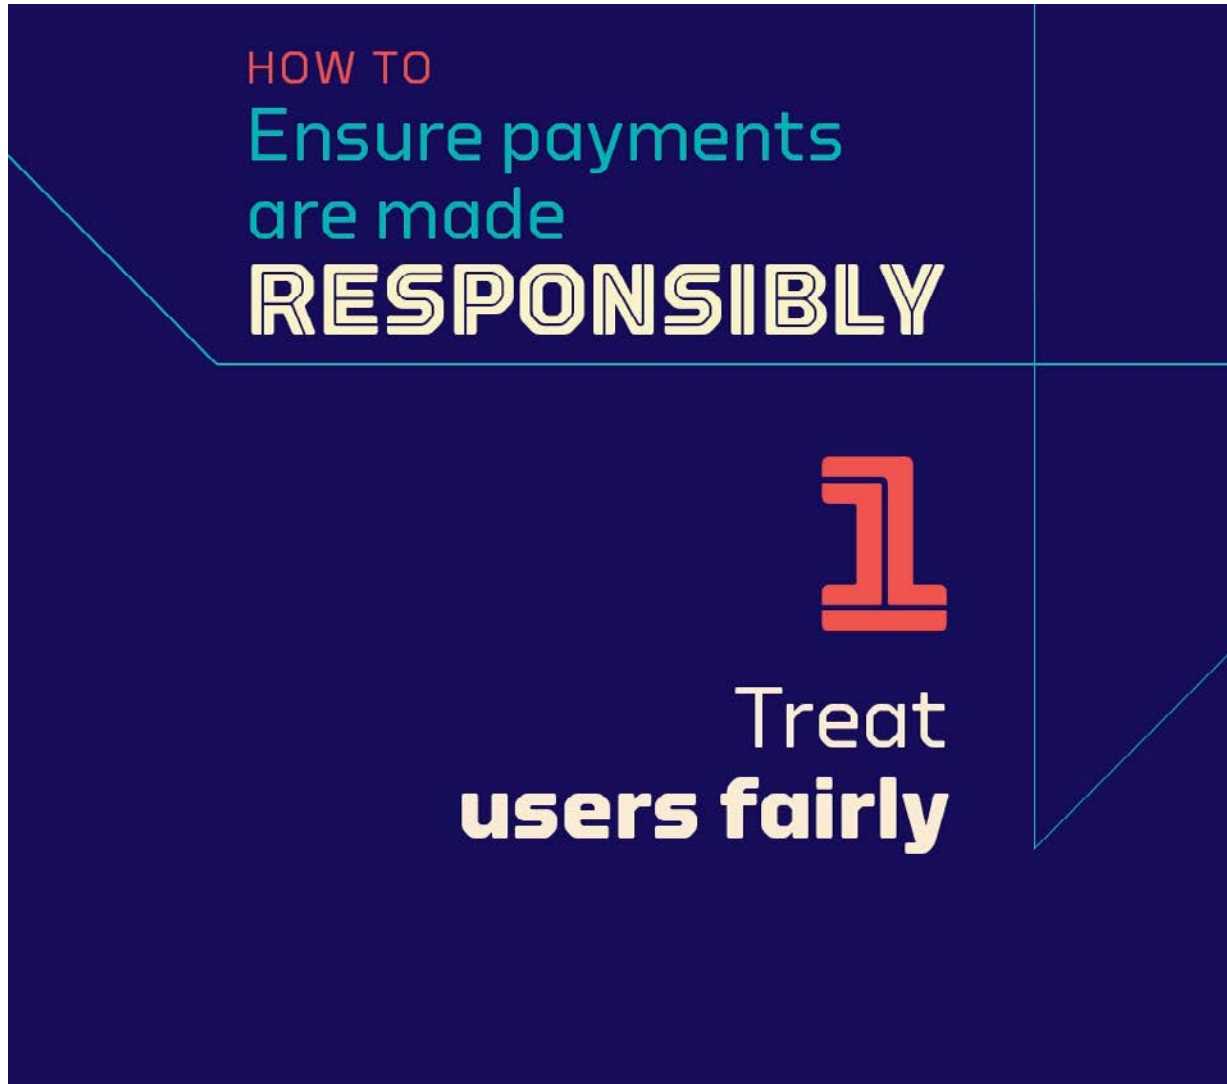 HOW TO
Ensure payments
are made
RESPONSIBLY
1
Treat
users fairly